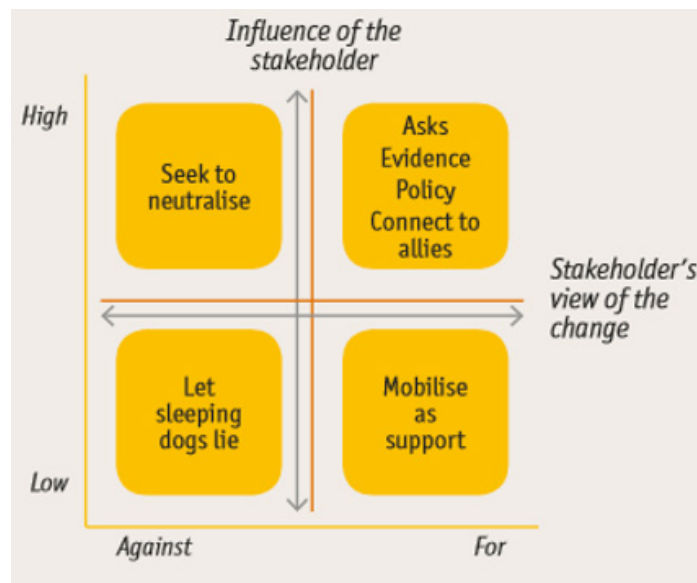 Influence of the
stakeholder
High
Seek to
neutralise
Asks
Evidence
Policy
Connect to
allies
Stakeholder's
view of the
change
Let
sleeping
dogs lie
Mobilise
as
support
Low
Against
For